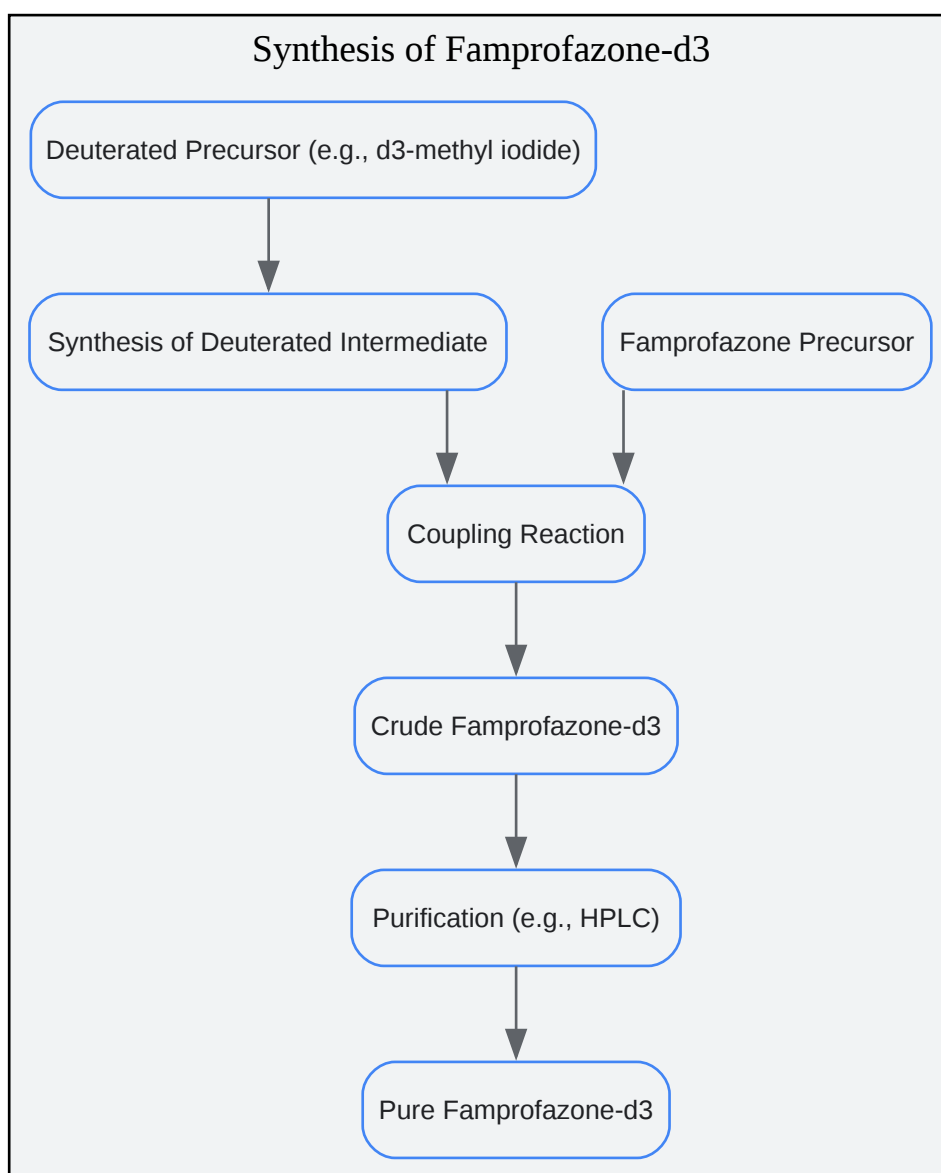 Synthesis of Famprofazone-d3
Deuterated Precursor (e.g., d3-methyl iodide)
Synthesis of Deuterated Intermediate
Famprofazone Precursor
Coupling Reaction
Crude Famprofazone-d3
Purification (e.g., HPLC)
Pure Famprofazone-d3